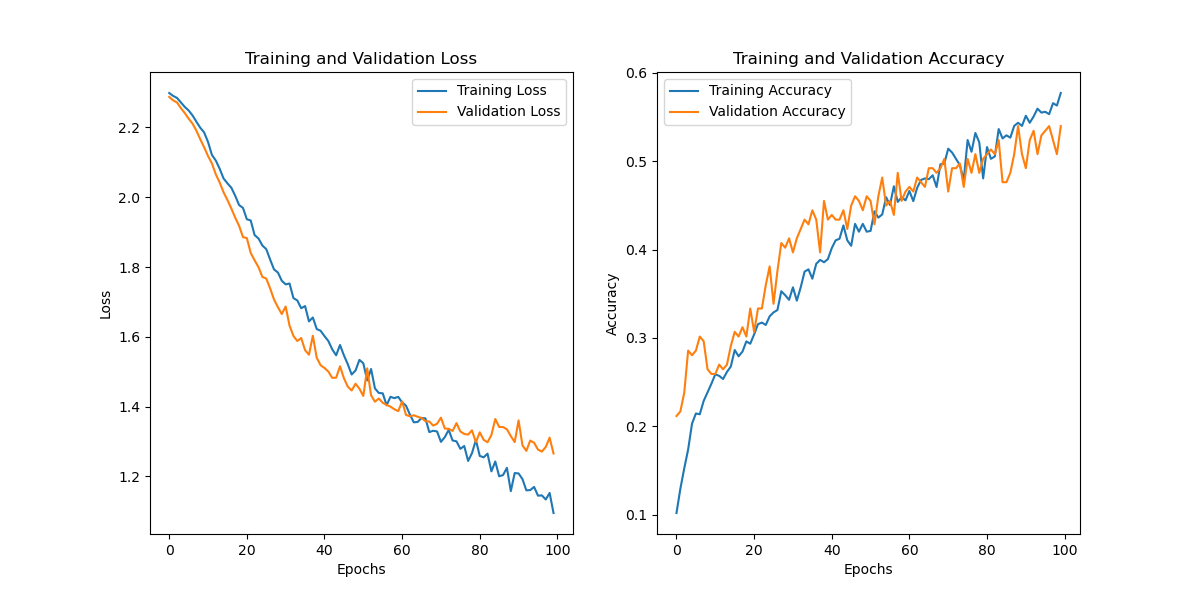 Training and Validation Loss
Training Loss
Validation Loss
2.2
2.0
1.8
1.6
1.4
1.2
Loss
0 20 40 60 80 100
Epochs
Training and Validation Accuracy
Training Accuracy
Validation Accuracy
0.6
0.5
0.4
0.3
0.2
0.1
Accuracy
0 20 40 60 80 100
Epochs